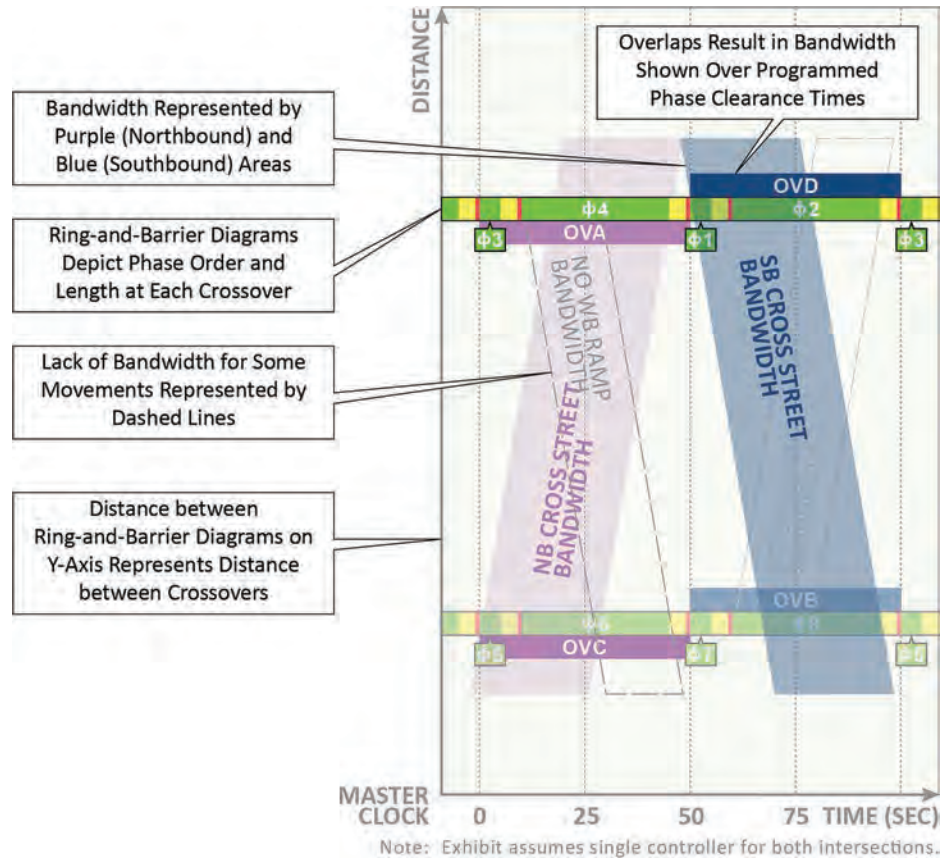 DISTANCE
Overlaps Result in Bandwidth
Shown Over Programmed
Phase Clearance Times
Bandwidth Represented by
Purple (Northbound) and
Blue (Southbound) Areas
Ring-and-Barrier Diagrams
Depict Phase Order and
Length at Each Crossover
Lack of Bandwidth for Some
Movements Represented by
Dashed Lines
Distance between
Ring-and-Barrier Diagrams on
Y-Axis Represents Distance
between Crossovers
OVD
Φ4
Φ2
Φ3
OVA
Φ1
Φ3
NO WB RAMP
BANDWIDTH
NB CROSS STREET
BANDWIDTH
SB CROSS STREET
BANDWIDTH
OVB
Φ6
Φ8
Φ5
OVC
Φ7
Φ5
MASTER
CLOCK
0 25 50 75 TIME (SEC)
Note: Exhibit assumes single controller for both intersections.